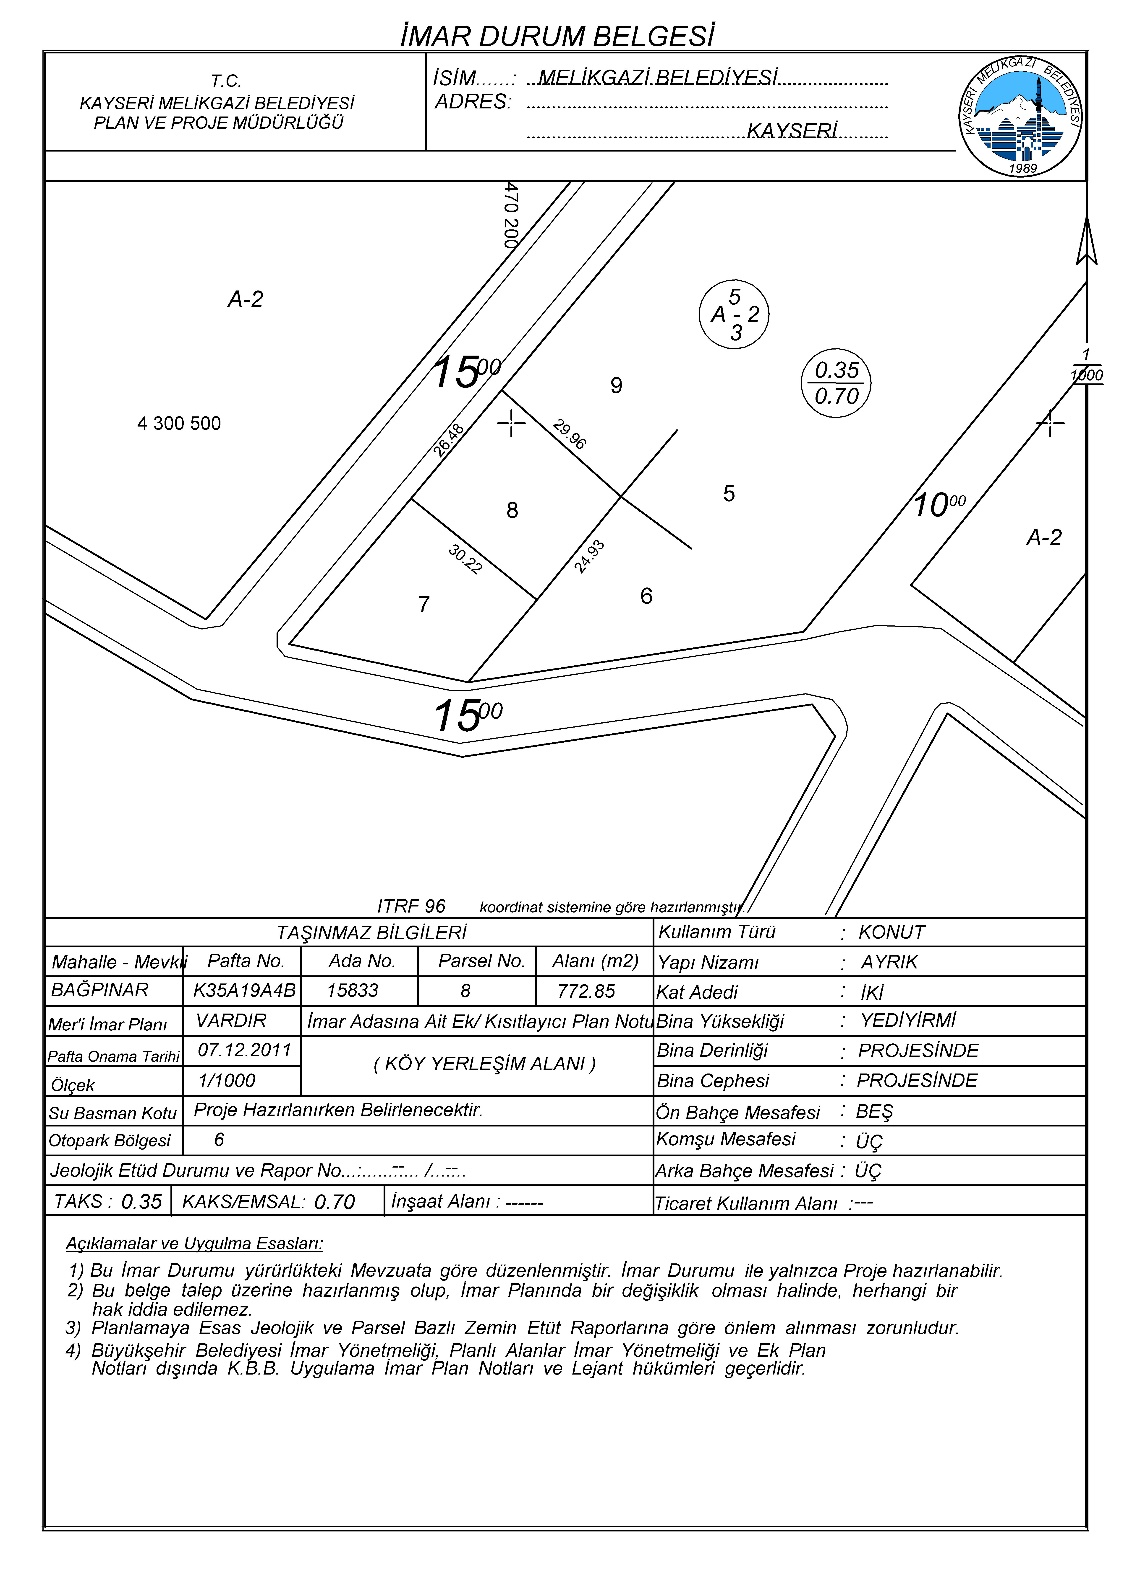 İMAR DURUM BELGESİ
T.C.
KAYSERİ MELİKGAZİ BELEDİYESİ
PLAN VE PROJE MÜDÜRLÜĞÜ
İSİM......: ..MELİKGAZİ BELEDİYESİ......................
ADRES: ..................................................................
........................................KAYSERİ.........
KAYSERİ MELİKGAZİ BELEDİYESİ
1989
470 200
A-2
5
A - 2
3
1
1000
15 00
9
0.35
0.70
4 300 500
26.48
29.96
8
5
10 00
A-2
30.22
24.93
7
6
15 00
ITRF 96 koordinat sistemine göre hazırlanmıştır.
TAŞINMAZ BİLGİLERİ
Kullanım Türü : KONUT
Mahalle - Mevkii Pafta No. Ada No. Parsel No. Alanı (m2)
Yapı Nizamı : AYRIK
BAĞPINAR K35A19A4B 15833 8 772.85
Kat Adedi : İKİ
Mer'i İmar Planı VARDIR İmar Adasına Ait Ek/ Kısıtlayıcı Plan Notu
Bina Yüksekliği : YEDİYİRMİ
Pafta Onama Tarihi 07.12.2011
( KÖY YERLEŞİM ALANI )
Bina Derinliği : PROJESİNDE
Ölçek 1/1000
Bina Cephesi : PROJESİNDE
Su Basman Kotu Proje Hazırlanırken Belirlenecektir.
Ön Bahçe Mesafesi : BEŞ
Otopark Bölgesi 6
Komşu Mesafesi : ÜÇ
Jeolojik Etüd Durumu ve Rapor No...:......--... /...--..
Arka Bahçe Mesafesi : ÜÇ
TAKS : 0.35 KAKS/EMSAL: 0.70 İnşaat Alanı : ------
Ticaret Kullanım Alanı :---
Açıklamalar ve Uygulma Esasları:
1) Bu İmar Durumu yürürlükteki Mevzuata göre düzenlenmiştir. İmar Durumu ile yalnızca Proje hazırlanabilir.
2) Bu belge talep üzerine hazırlanmış olup, İmar Planında bir değişiklik olması halinde, herhangi bir
hak iddia edilemez.
3) Planlamaya Esas Jeolojik ve Parsel Bazlı Zemin Etüt Raporlarına göre önlem alınması zorunludur.
4) Büyükşehir Belediyesi İmar Yönetmeliği, Planlı Alanlar İmar Yönetmeliği ve Ek Plan
Notları dışında K.B.B. Uygulama İmar Plan Notları ve Lejant hükümleri geçerlidir.